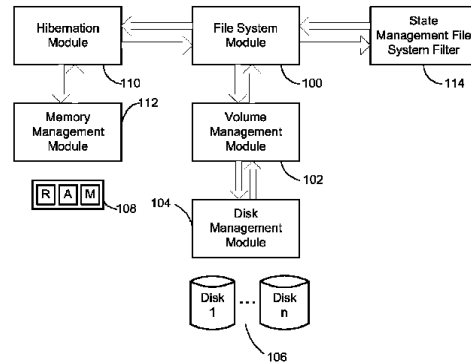 Hibernation
Module
File System
Module
State
Management File
System Filter
110
100
114
112
Memory
Management
Module
Volume
Management
Module
102
R A M
108
104
Disk
Management
Module
Disk
1
...
Disk
n
106